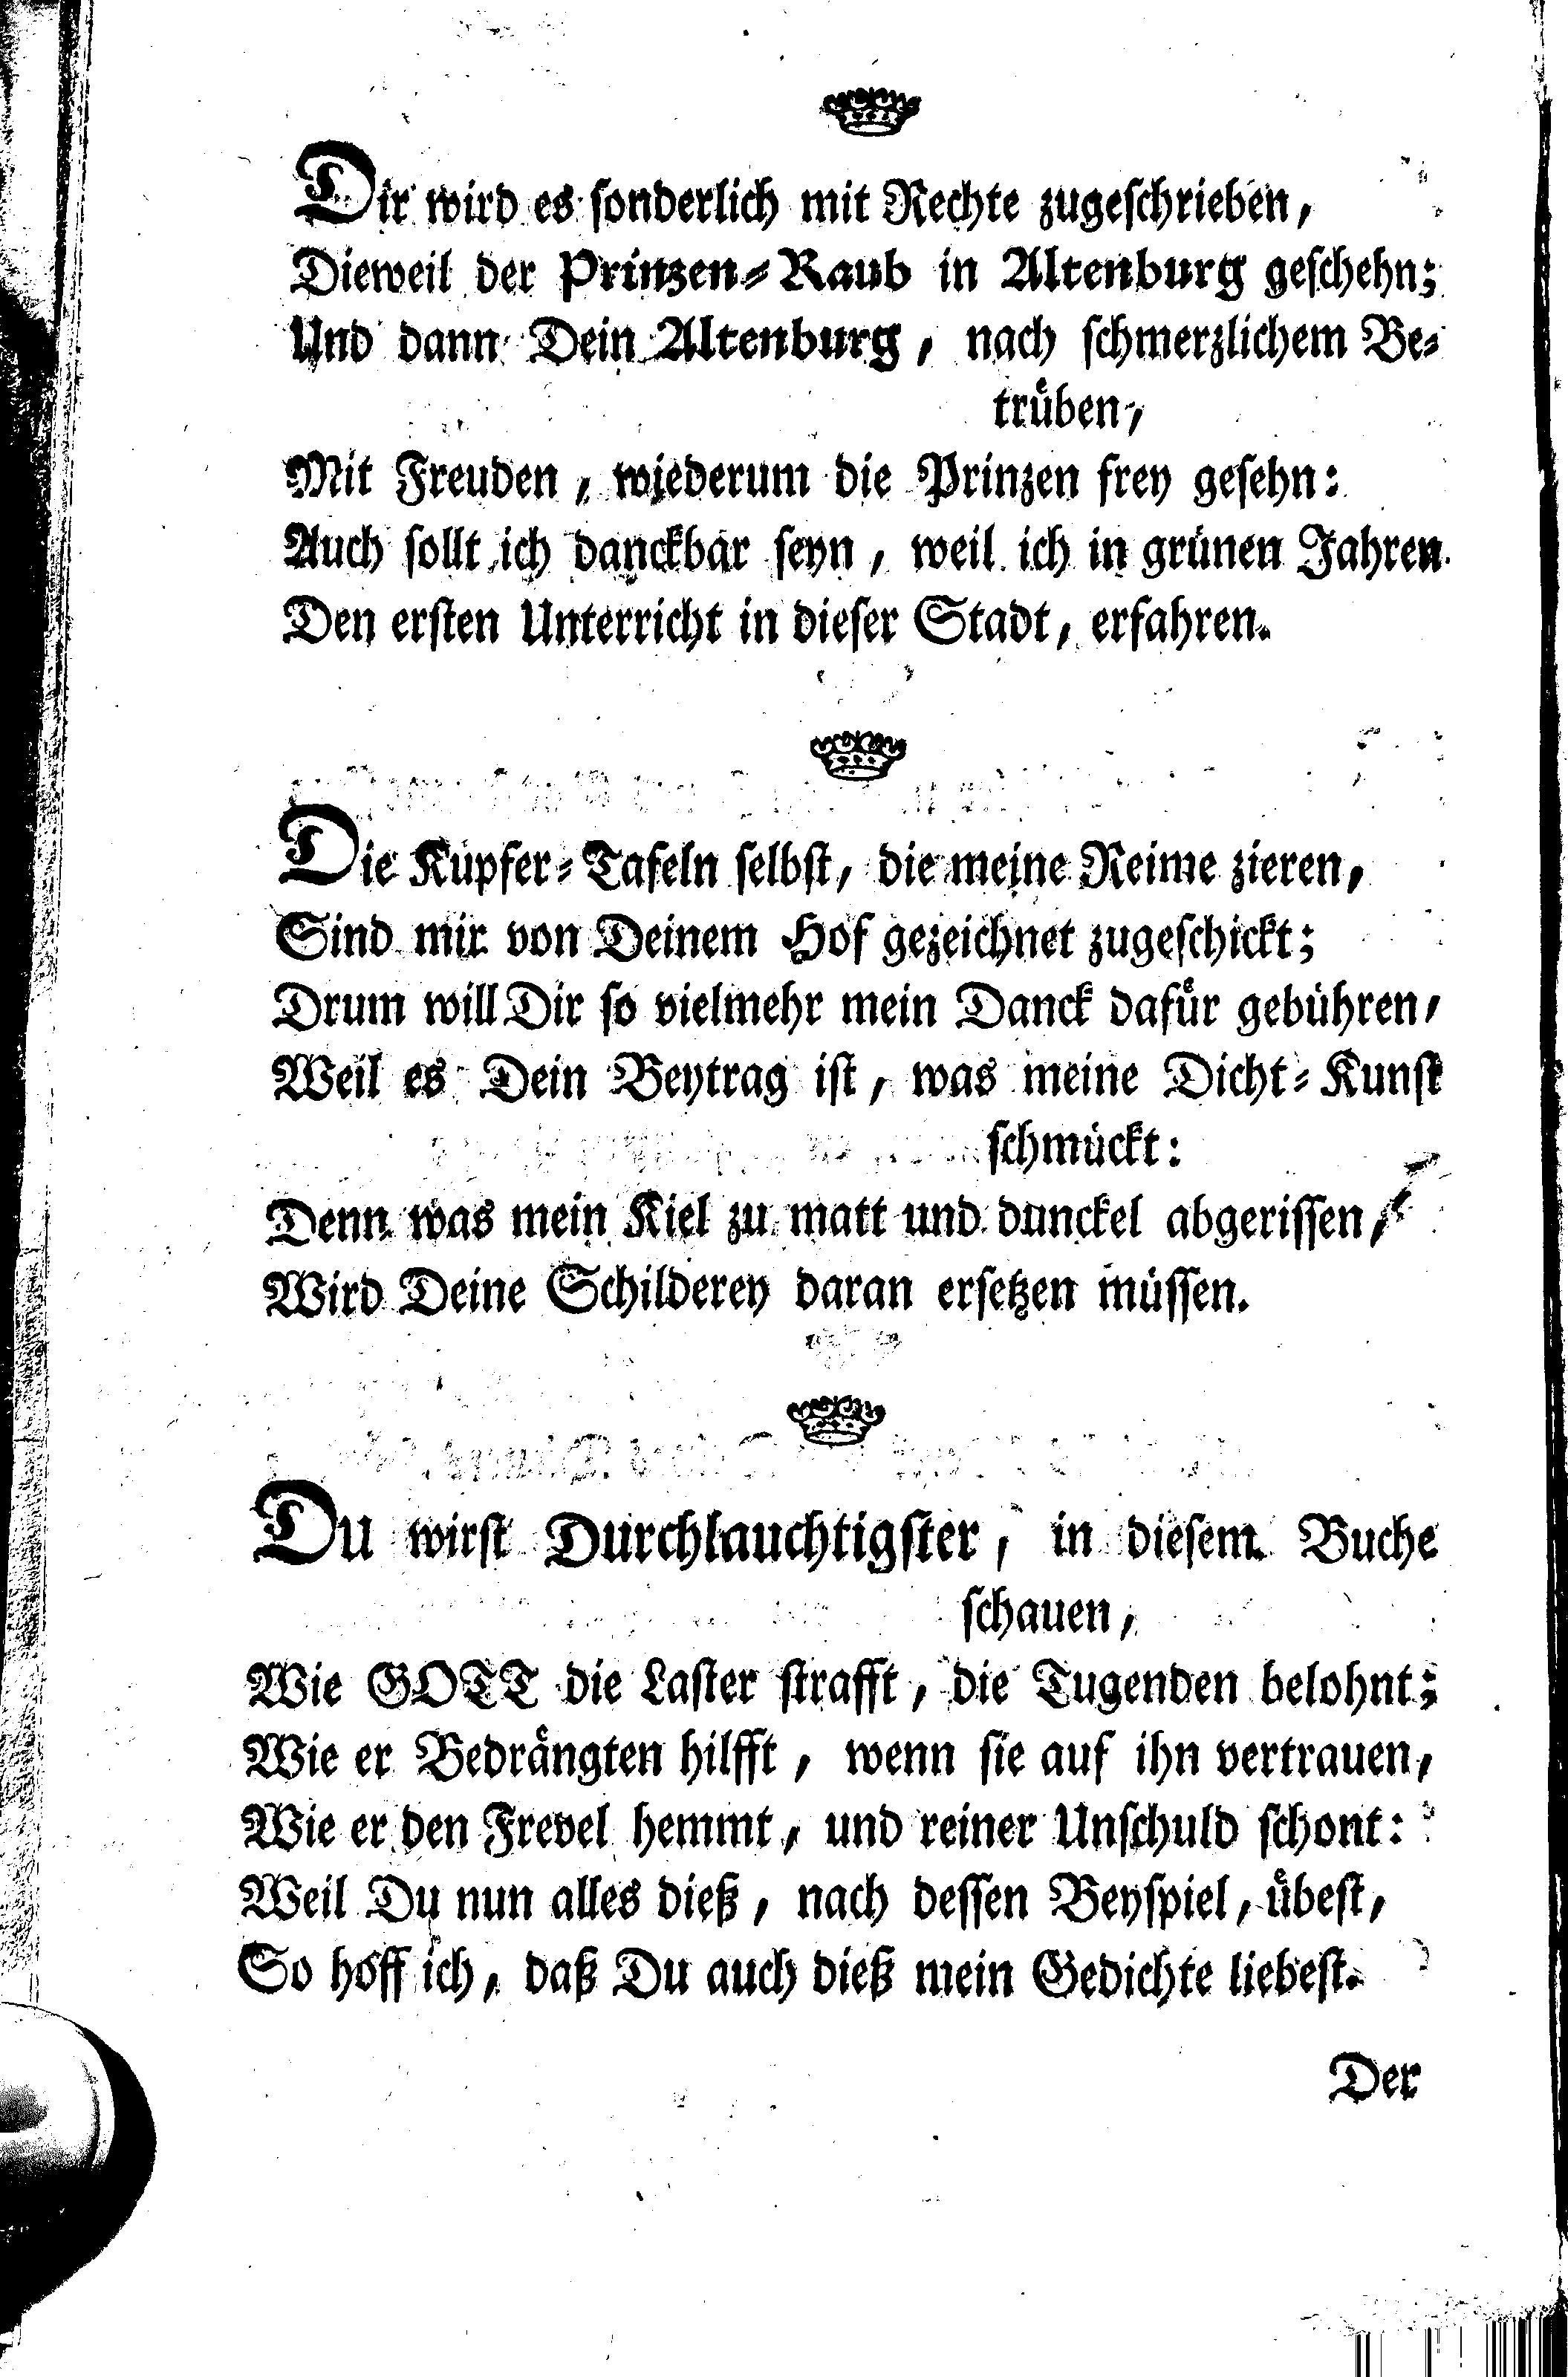 Dir wird es sonderlich mit Rechte zugeschrieben,
Dieweil der Prinzen-Raub in Altenburg geschehn;
Und dann Dein Altenburg, nach schmerzlichem Be-
trüben,
Mit Freuden, wiederum die Prinzen frey gesehn:
Auch sollt ich danckbar seyn, weil ich in grünen Jahren
Den ersten Unterricht in dieser Stadt, erfahren.
Die Kupfer-Tafeln selbst, die meine Reime zieren,
Sind mir von Deinem Hof gezeichnet zugeschickt;
Drum will Dir so vielmehr mein Danck dafür gebühren,
Weil es Dein Beytrag ist, was meine Dicht-Kunst
schmückt:
Denn was mein Kiel zu matt und dunckel abgerissen,
Wird Deine Schilderey daran ersetzen müssen.
Du wirst Durchlauchtigster, in diesem Buche
schauen,
Wie GOTT die Laster strafft, die Tugenden belohnt;
Wie er Bedrängten hilfft, wenn sie auf ihn vertrauen,
Wie er den Frevel hemmt, und reiner Unschuld schont:
Weil Du nun alles dieß, nach dessen Beyspiel, übest,
So hoff ich, daß Du auch dieß mein Gedichte liebest.
Der